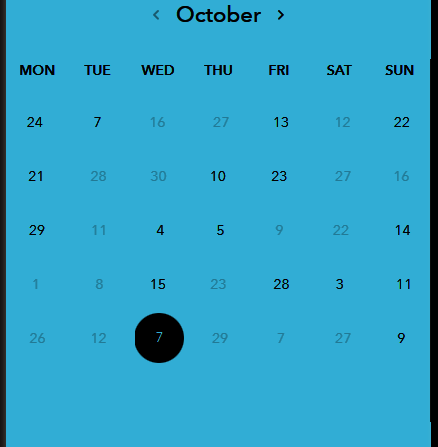 ‹ October ›
MON TUE WED THU FRI SAT SUN
24 7 16 27 13 12 22
21 28 30 10 23 27 16
29 11 4 5 9 22 14
1 8 15 23 28 3 11
26 12 7 29 7 27 9